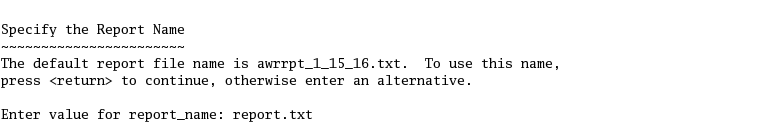 Specify the Report Name
~~~~~~~~~~~~~~~~~~~~~~~
The default report file name is awrrpt_1_15_16.txt.  To use this name,
press <return> to continue, otherwise enter an alternative.
Enter value for report_name: report.txt